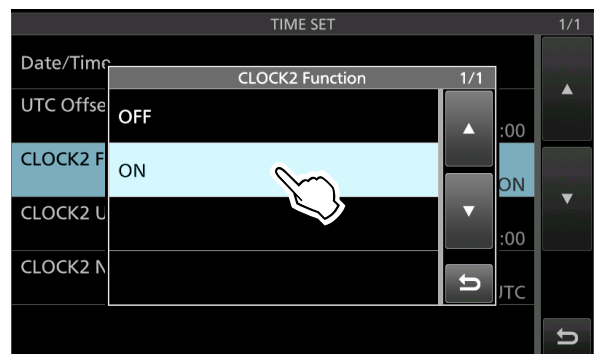 TIME SET 1/1
Date/Time
CLOCK2 Function 1/1
UTC Offse
OFF
:00
CLOCK2 F
ON
ON
CLOCK2 U
:00
CLOCK2 N
UTC